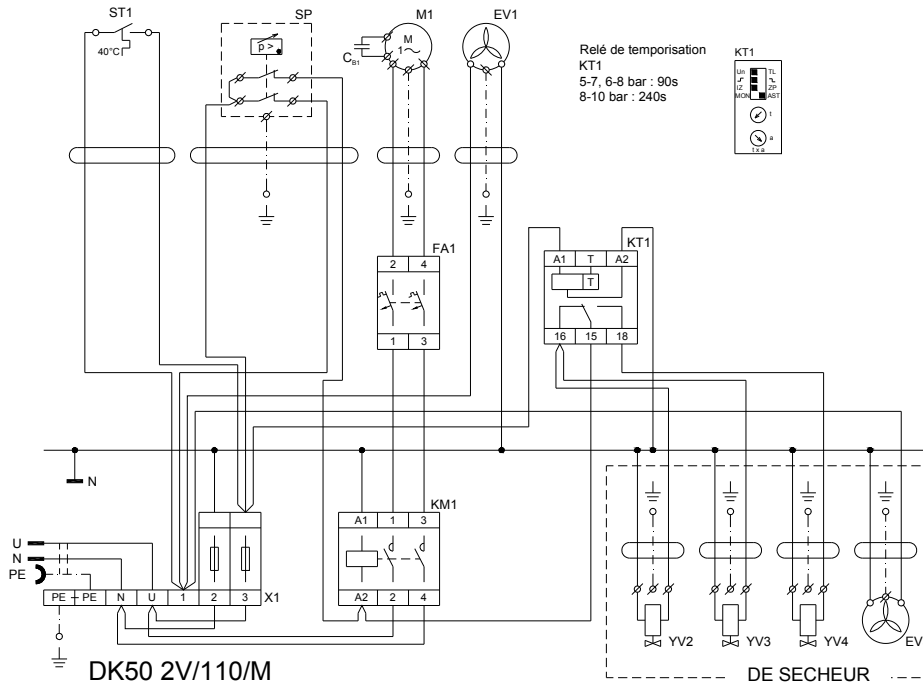 ST1
40°C
SP
p >
M1
M
1
CB1
EV1
Relé de temporisation
KT1
5-7, 6-8 bar : 90s
8-10 bar : 240s
KT1
Un TL
IZ ZP
MON AST
t
a
t x a
FA1
2 4
1 3
KT1
A1 T A2
T
16 15 18
N
U
N
PE
KM1
A1 1 3
A2 2 4
PE PE N U 1 2 3 X1
YV2
YV3
YV4
EV
DK50 2V/110/M
DE SECHEUR